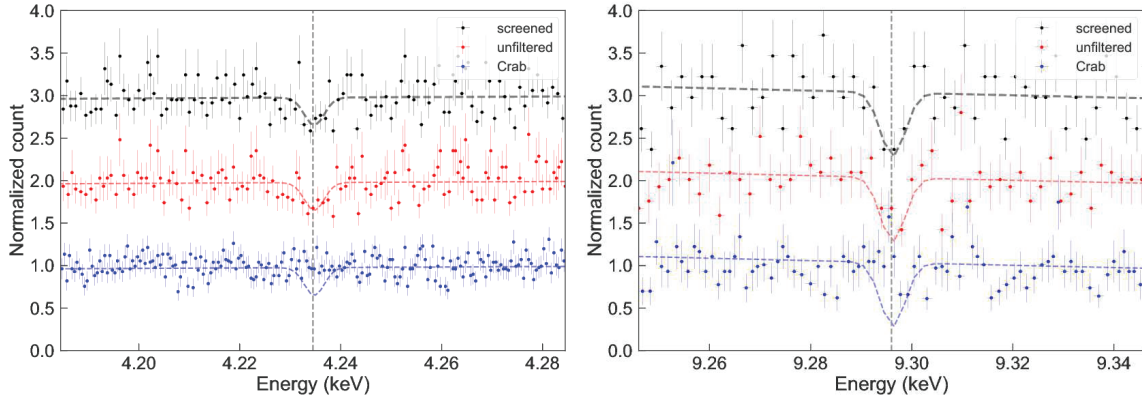 4.0
3.5
3.0
2.5
2.0
1.5
1.0
0.5
0.0
Normalized count
screened
unfiltered
Crab
4.20 4.22 4.24 4.26 4.28
Energy (keV)
4.0
3.5
3.0
2.5
2.0
1.5
1.0
0.5
0.0
Normalized count
screened
unfiltered
Crab
9.26 9.28 9.30 9.32 9.34
Energy (keV)